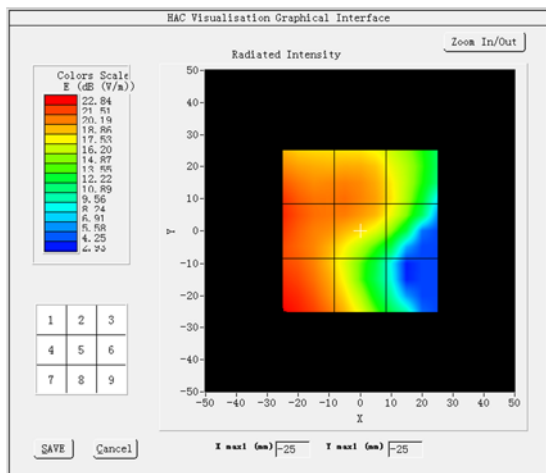 HAC Visualisation Graphical Interface
Zoom In/Out
Radiated Intensity
Colors Scale
E (dB (V/m))
22.84
21.51
20.19
18.86
17.53
16.20
14.87
13.55
12.22
10.89
9.56
8.24
6.91
5.58
4.25
2.93
50
40
30
20
10
0
-10
-20
-30
-40
-50
Y
-50 -40 -30 -20 -10 0 10 20 30 40 50
X
1 2 3
4 5 6
7 8 9
SAVE Cancel
X max1 (mm) -25 Y max1 (mm) -25